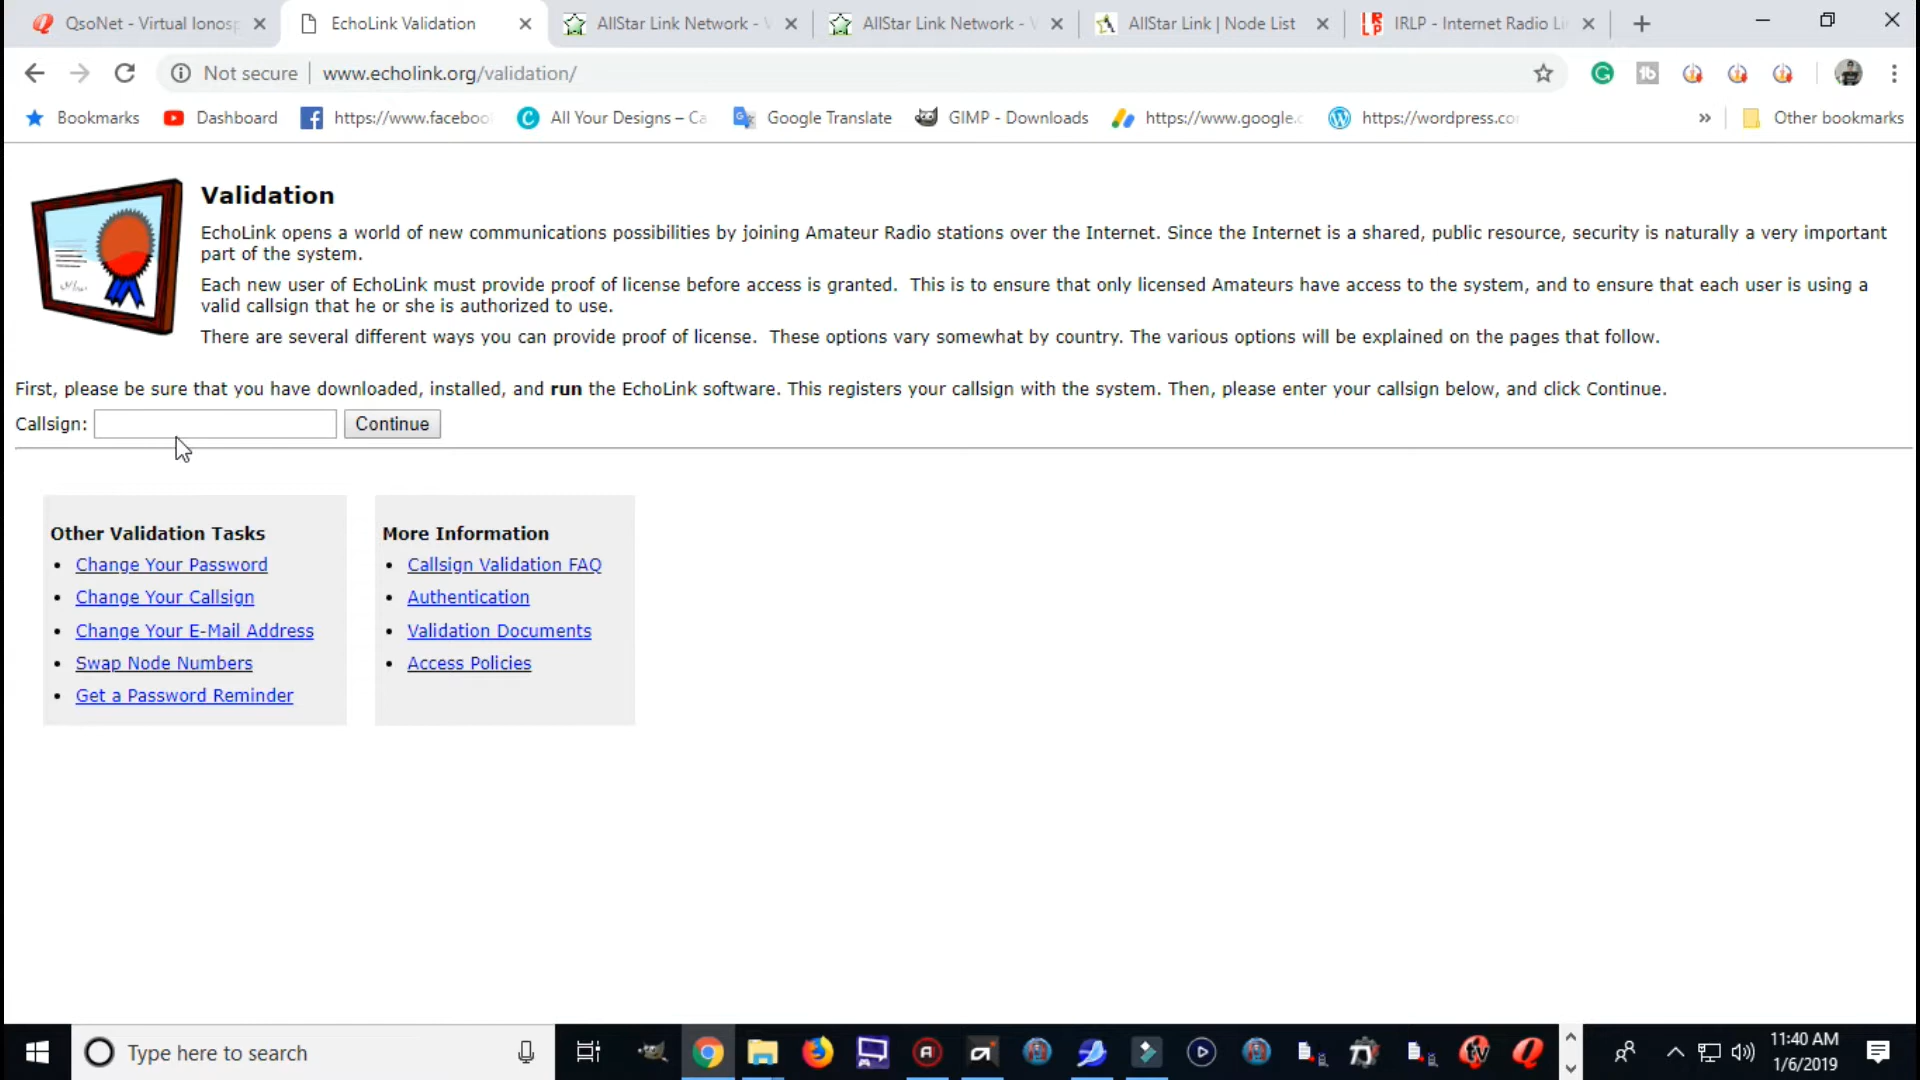 QsoNet - Virtual Ionosp
EchoLink Validation
AllStar Link Network - V
AllStar Link Network - V
AllStar Link | Node List
IRLP - Internet Radio Li
Not secure
www.echolink.org/validation/
Bookmarks
Dashboard
https://www.faceboo
All Your Designs – Ca
Google Translate
GIMP - Downloads
https://www.google.c
https://wordpress.co
»
Other bookmarks
Validation
EchoLink opens a world of new communications possibilities by joining Amateur Radio stations over the Internet. Since the Internet is a shared, public resource, security is naturally a very important
part of the system.
Each new user of EchoLink must provide proof of license before access is granted.  This is to ensure that only licensed Amateurs have access to the system, and to ensure that each user is using a
valid callsign that he or she is authorized to use.
There are several different ways you can provide proof of license.  These options vary somewhat by country. The various options will be explained on the pages that follow.
First, please be sure that you have downloaded, installed, and run the EchoLink software. This registers your callsign with the system. Then, please enter your callsign below, and click Continue.
Callsign:
Continue
Other Validation Tasks
• Change Your Password
• Change Your Callsign
• Change Your E-Mail Address
• Swap Node Numbers
• Get a Password Reminder
More Information
• Callsign Validation FAQ
• Authentication
• Validation Documents
• Access Policies
Type here to search
11:40 AM
1/6/2019